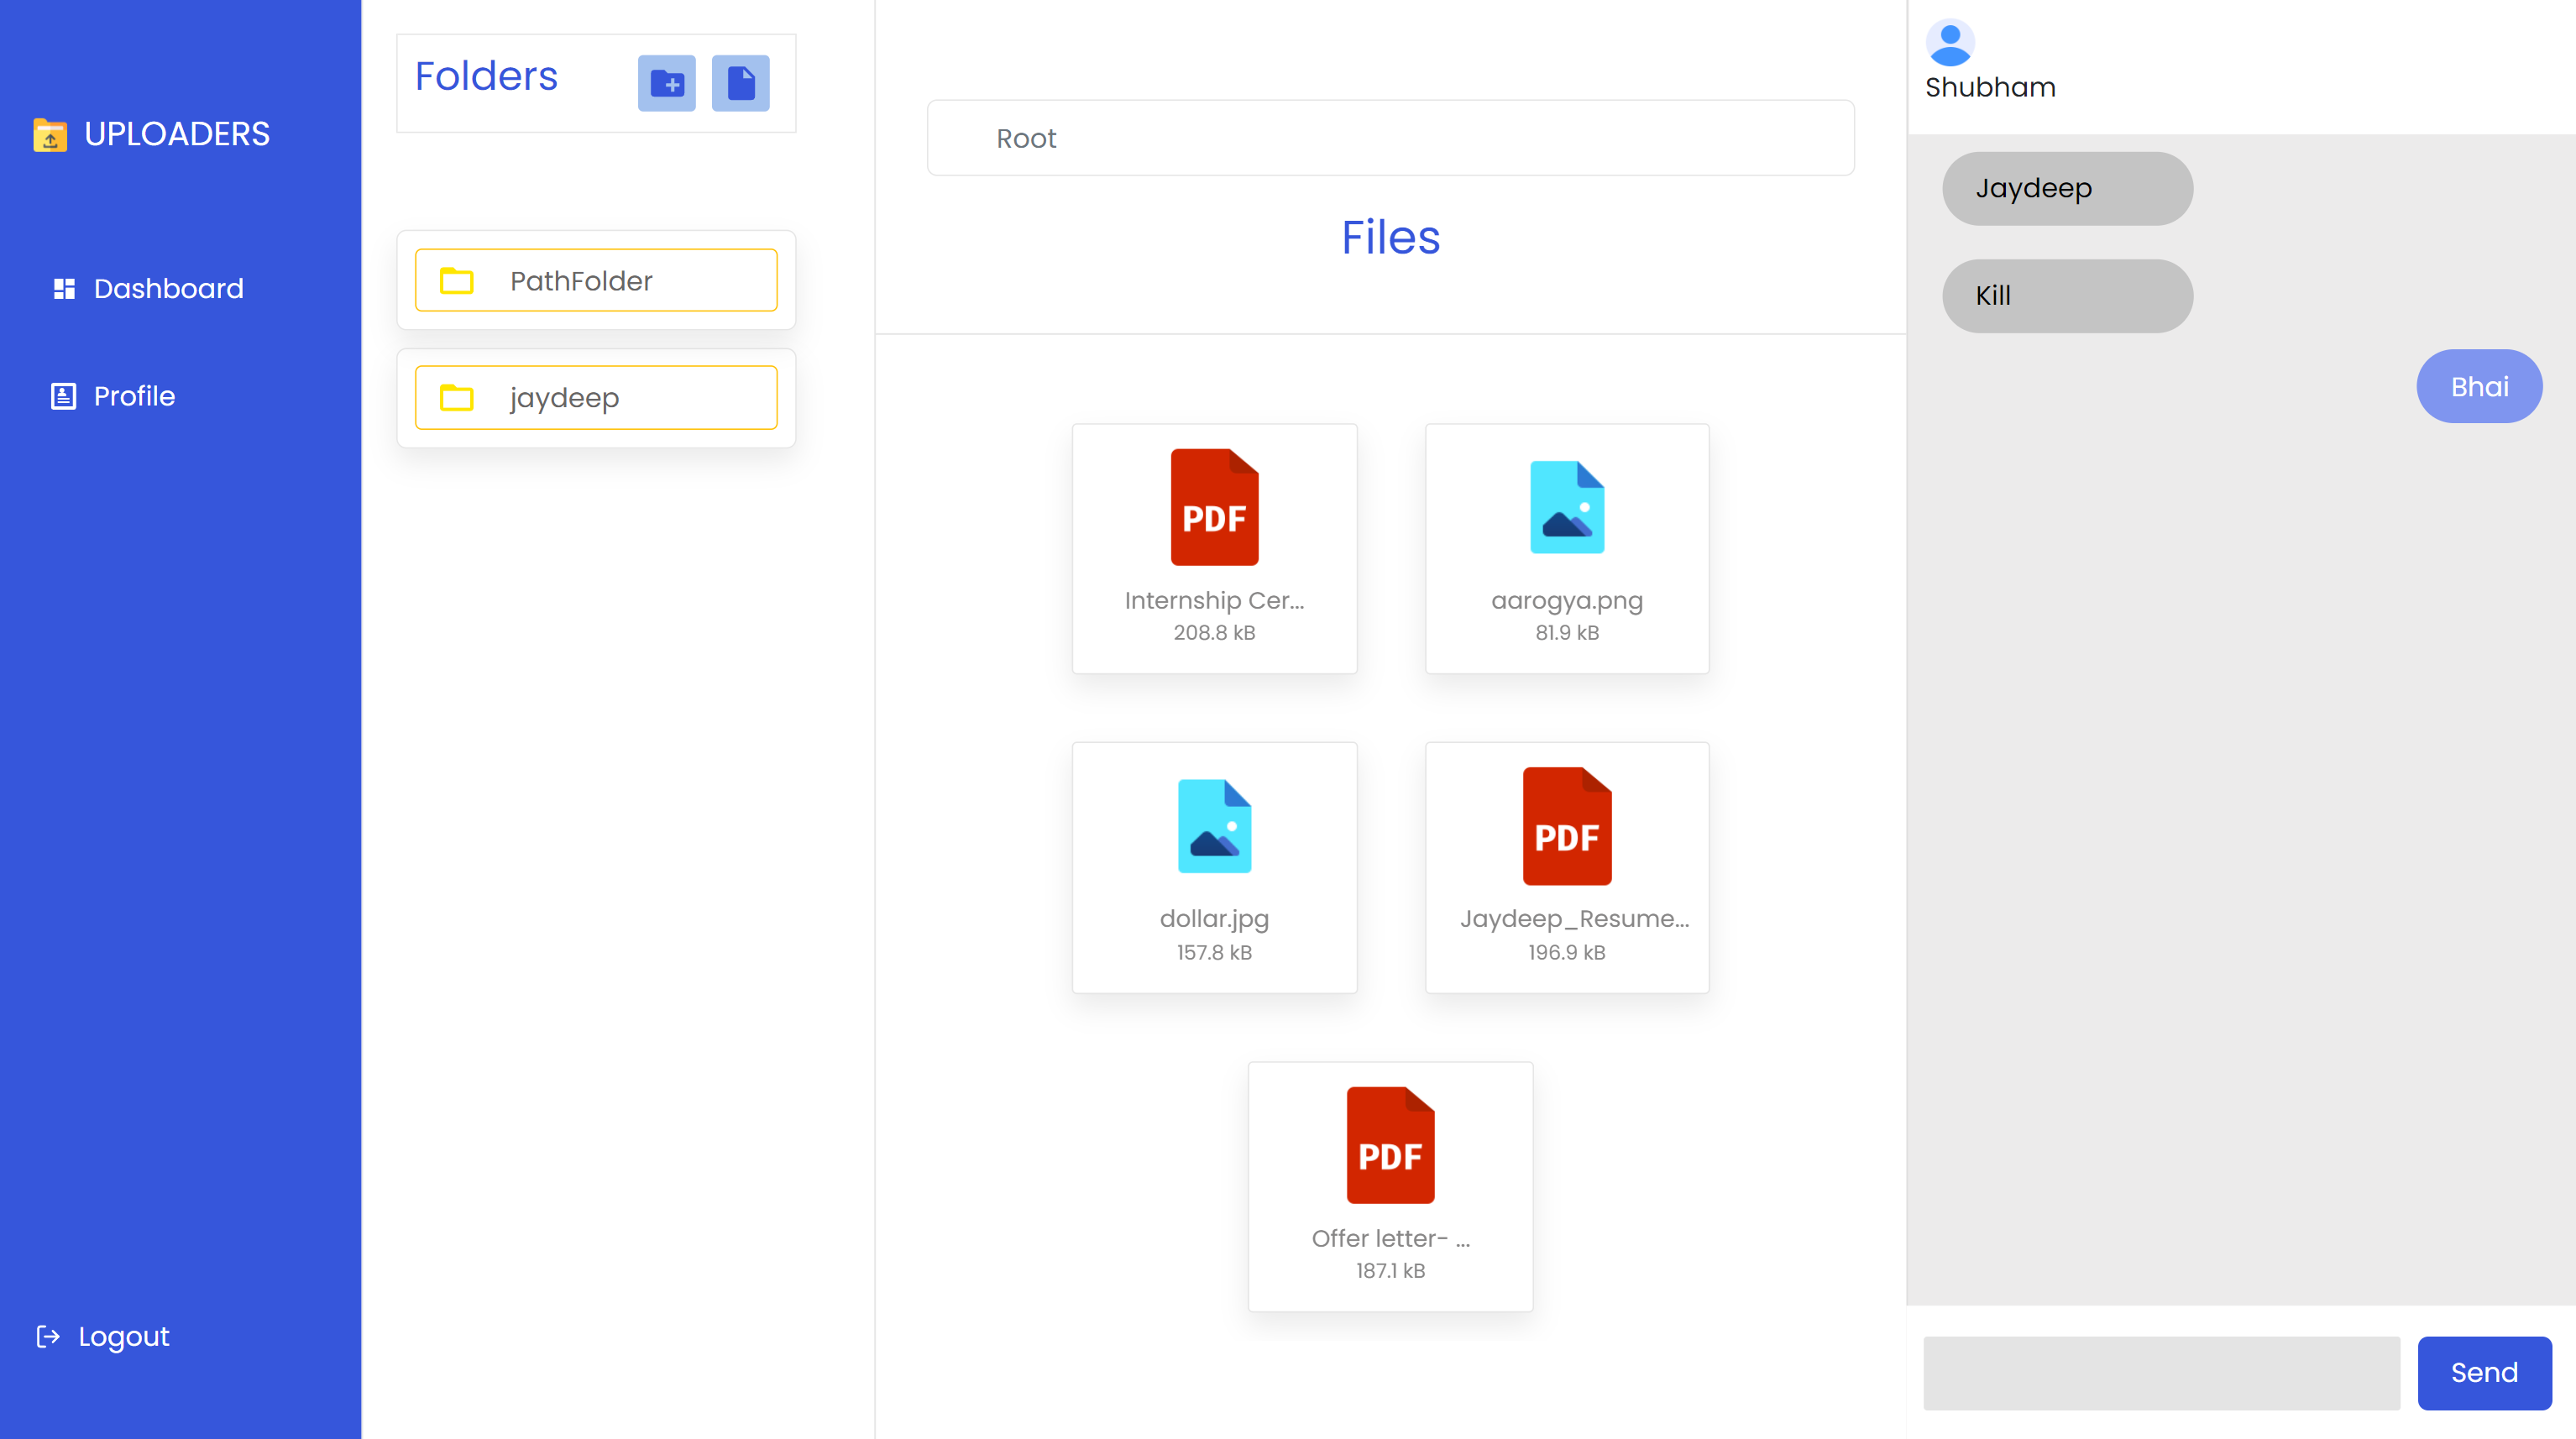 UPLOADERS
Dashboard
Profile
Logout
Folders
PathFolder
jaydeep
Root
Files
PDF
Internship Cer...
208.8 kB
aarogya.png
81.9 kB
dollar.jpg
157.8 kB
PDF
Jaydeep_Resume...
196.9 kB
PDF
Offer letter- ...
187.1 kB
Shubham
Jaydeep
Kill
Bhai
Send